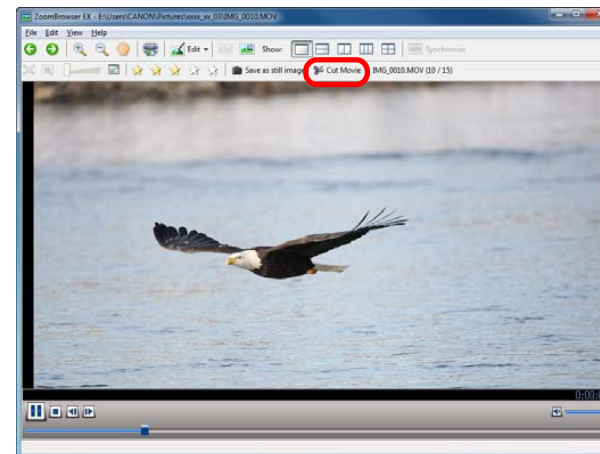 ZoomBrowser EX - E:\Users\CANON\Pictures\xxxx_xx_03\IMG_0010.MOV
File Edit View Help
Edit Show: Synchronize
Save as still image Cut Movie IMG_0010.MOV (10 / 15)